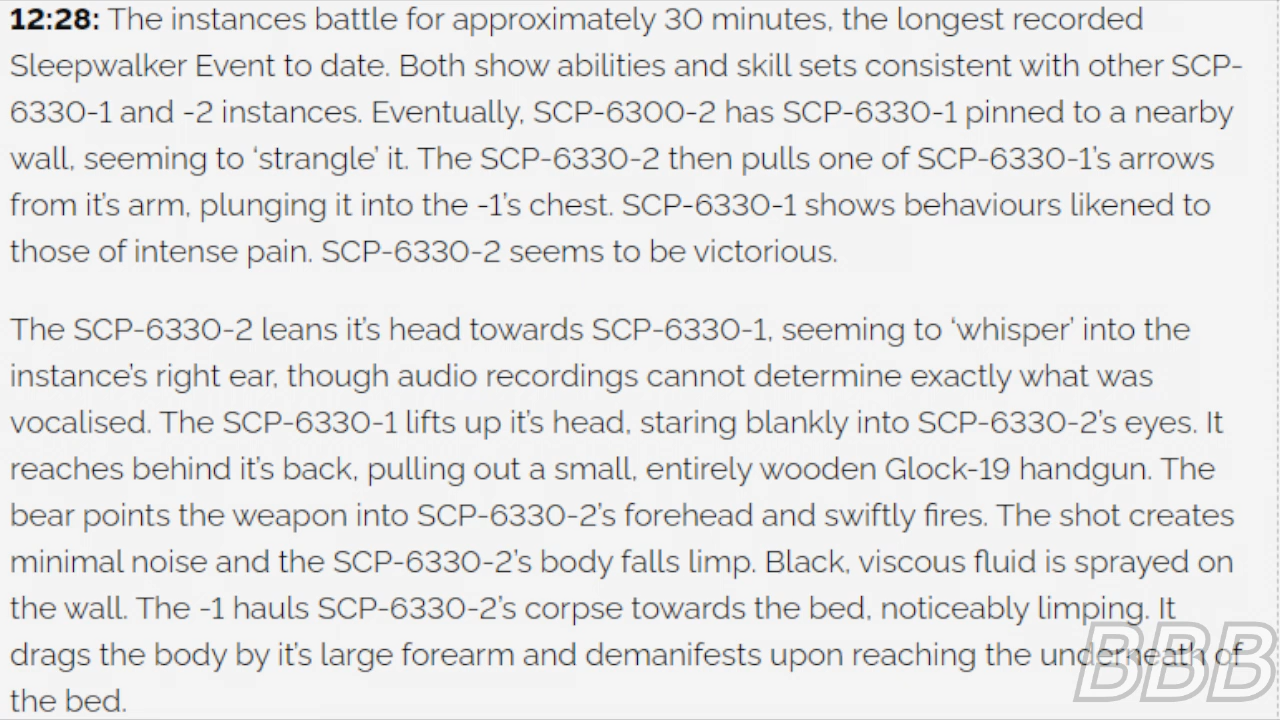 12:28: The instances battle for approximately 30 minutes, the longest recorded
Sleepwalker Event to date. Both show abilities and skill sets consistent with other SCP-
6330-1 and -2 instances. Eventually, SCP-6300-2 has SCP-6330-1 pinned to a nearby
wall, seeming to ‘strangle’ it. The SCP-6330-2 then pulls one of SCP-6330-1’s arrows
from it’s arm, plunging it into the -1’s chest. SCP-6330-1 shows behaviours likened to
those of intense pain. SCP-6330-2 seems to be victorious.
The SCP-6330-2 leans it’s head towards SCP-6330-1, seeming to ‘whisper’ into the
instance’s right ear, though audio recordings cannot determine exactly what was
vocalised. The SCP-6330-1 lifts up it’s head, staring blankly into SCP-6330-2’s eyes. It
reaches behind it’s back, pulling out a small, entirely wooden Glock-19 handgun. The
bear points the weapon into SCP-6330-2’s forehead and swiftly fires. The shot creates
minimal noise and the SCP-6330-2’s body falls limp. Black, viscous fluid is sprayed on
the wall. The -1 hauls SCP-6330-2’s corpse towards the bed, noticeably limping. It
drags the body by it’s large forearm and demanifests upon reaching the underneath of
the bed.
BBB